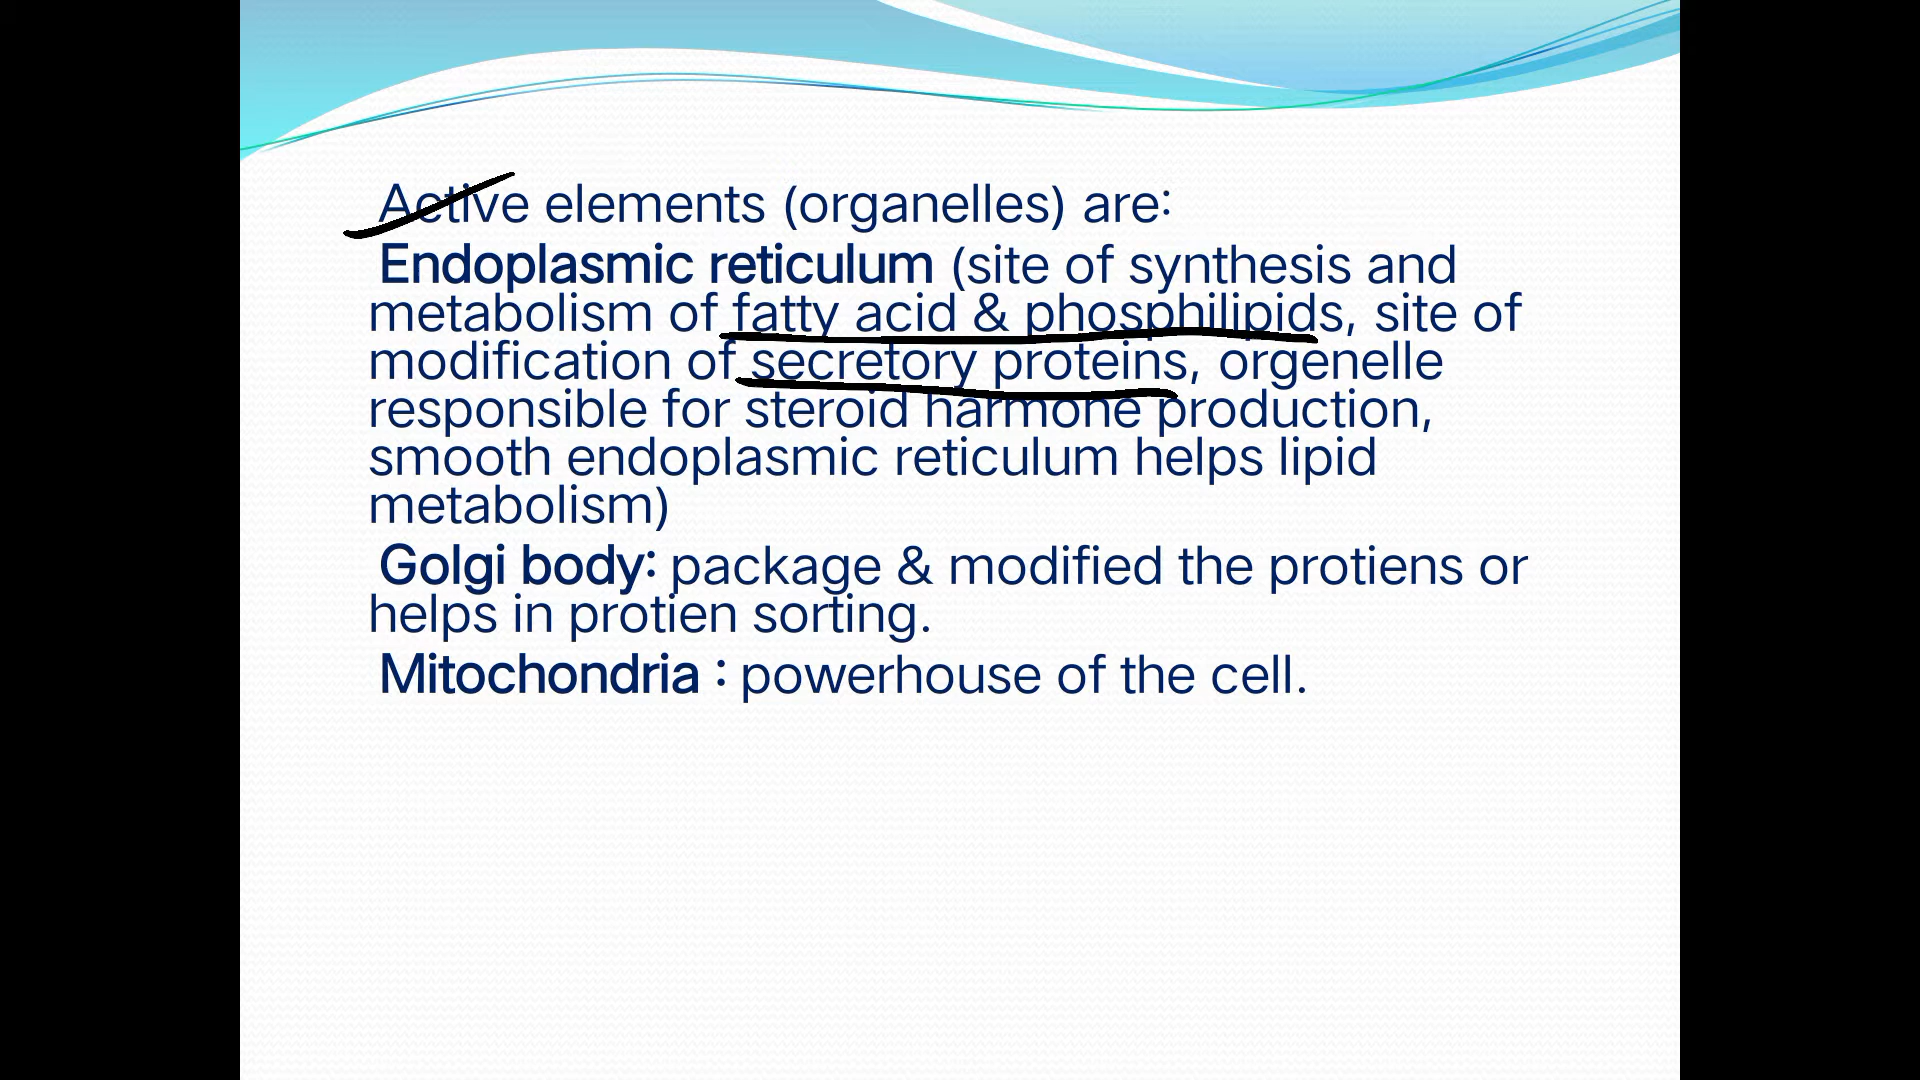 Active elements (organelles) are:
Endoplasmic reticulum (site of synthesis and
metabolism of fatty acid & phosphilipids, site of
modification of secretory proteins, orgenelle
responsible for steroid harmone production,
smooth endoplasmic reticulum helps lipid
metabolism)
Golgi body: package & modified the protiens or
helps in protien sorting.
Mitochondria : powerhouse of the cell.